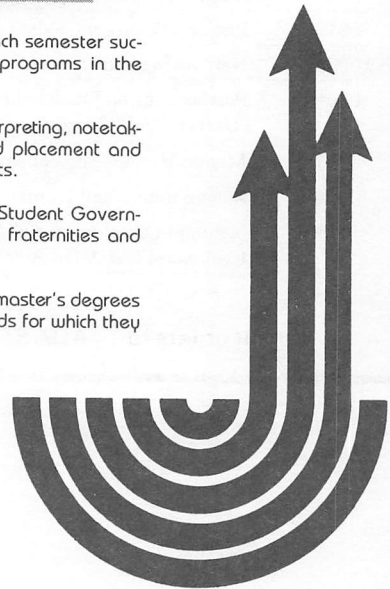 ch semester suc-
programs in the
rpreting, notetak-
d placement and
ts.
Student Govern-
fraternities and
master's degrees
ds for which they